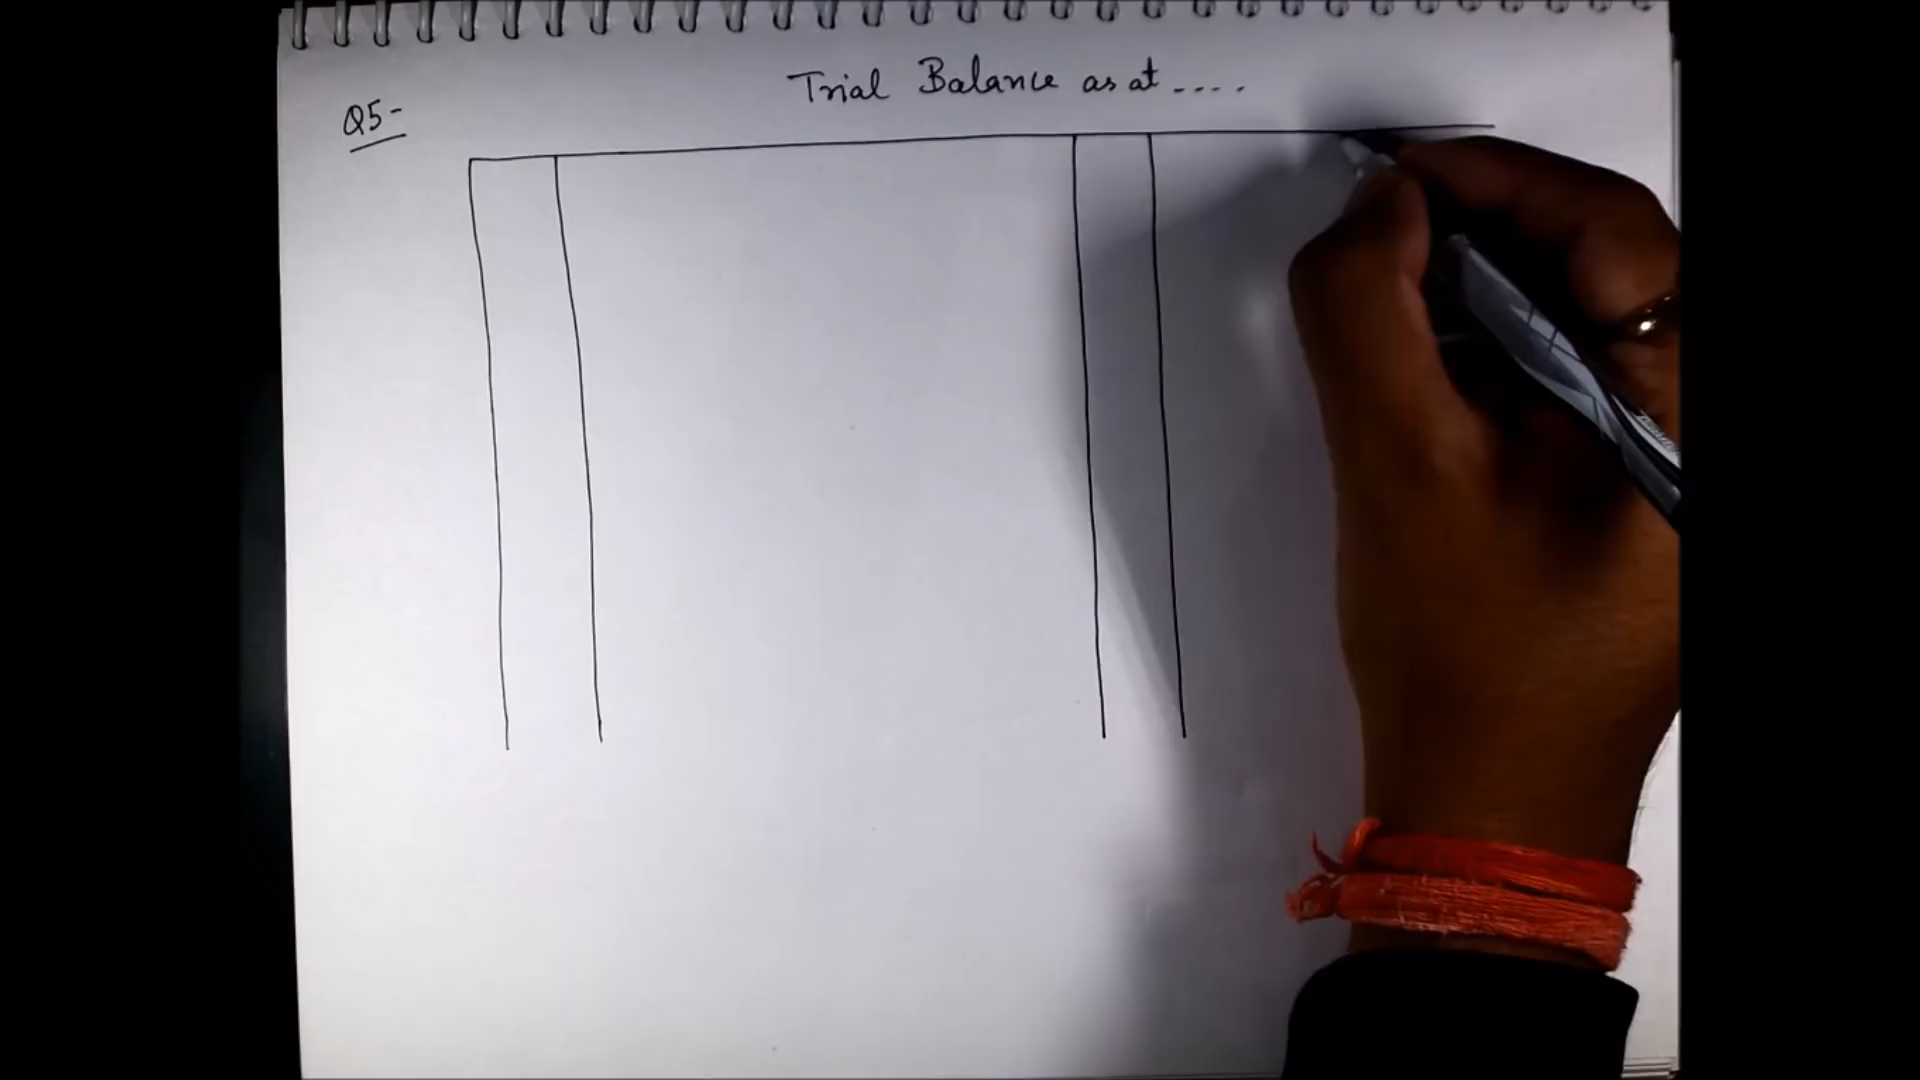 Trial Balance as at ....
Q5-